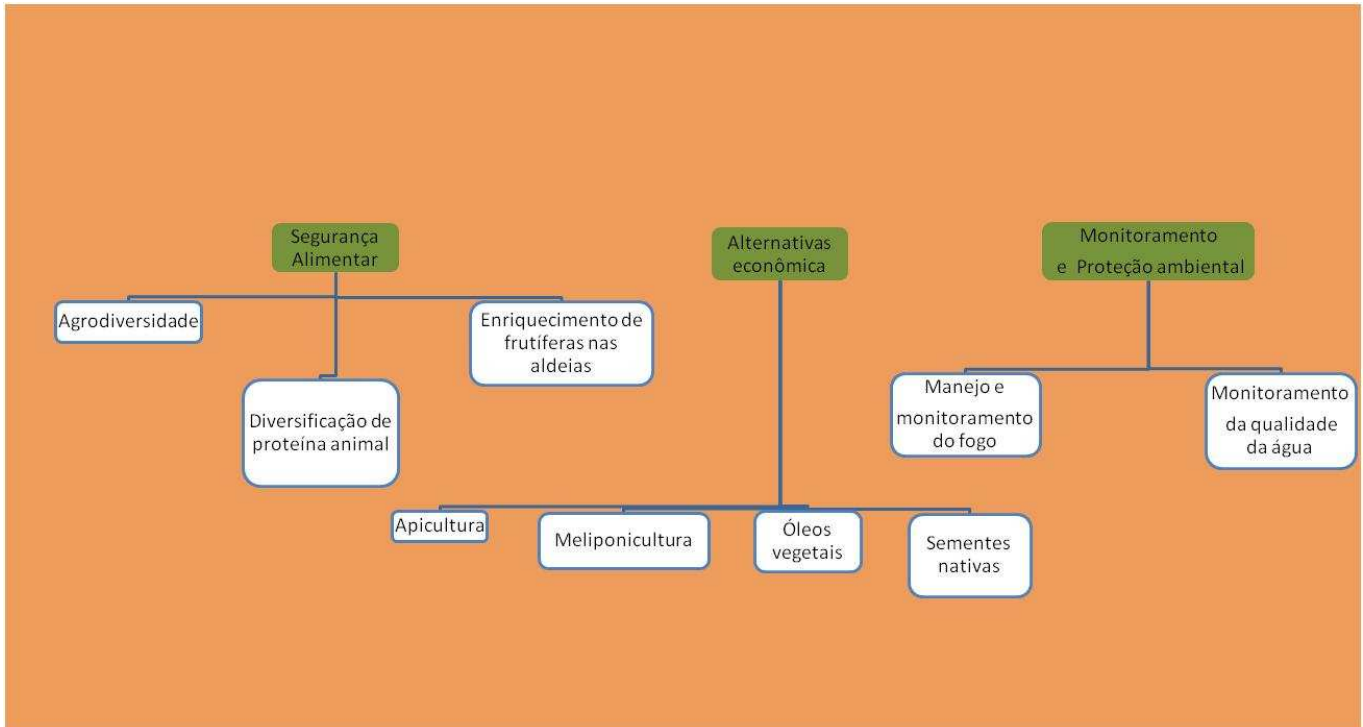 Segurança
Alimentar
Agrodiversidade
Enriquecimento de
frutíferas nas
aldeias
Diversificação de
proteína animal
Alternativas
econômica
Apicultura
Meliponicultura
Óleos
vegetais
Sementes
nativas
Monitoramento
e Proteção ambiental
Manejo e
monitoramento
do fogo
Monitoramento
da qualidade
da água